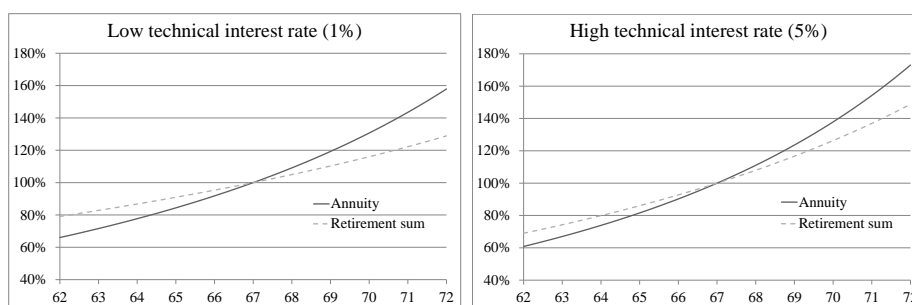 Low technical interest rate (1%)
180%
160%
140%
120%
100%
80%
60%
40%
Annuity
Retirement sum
62 63 64 65 66 67 68 69 70 71 72
High technical interest rate (5%)
180%
160%
140%
120%
100%
80%
60%
40%
Annuity
Retirement sum
62 63 64 65 66 67 68 69 70 71 72